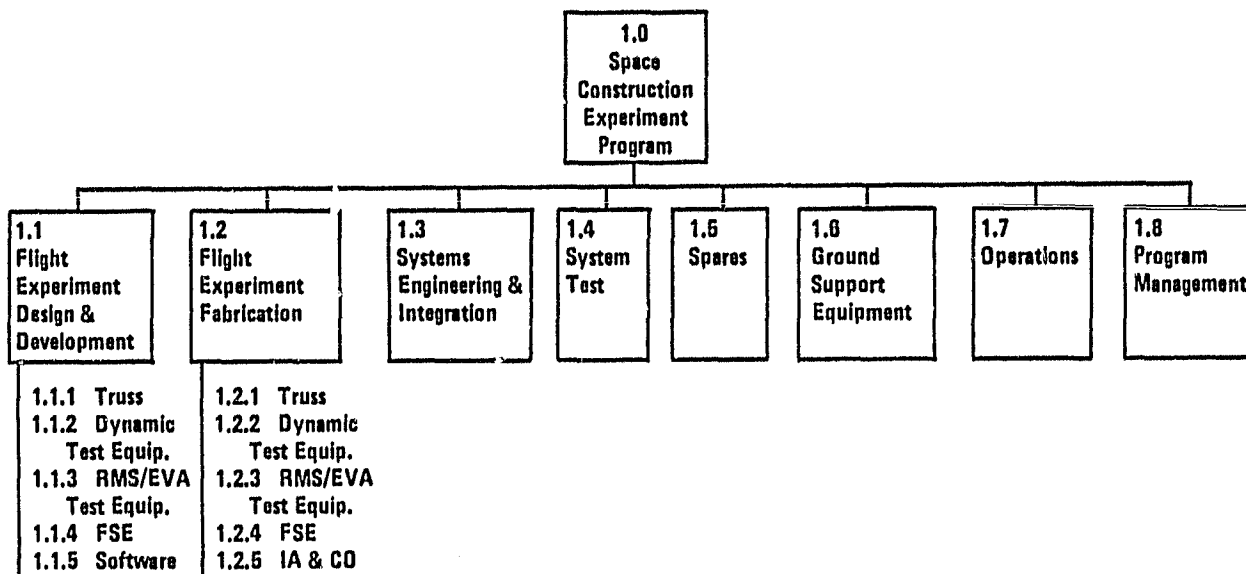 1.0
Space
Construction
Experiment
Program
1.1
Flight
Experiment
Design &
Development
1.2
Flight
Experiment
Fabrication
1.3
Systems
Engineering &
Integration
1.4
System
Test
1.5
Spares
1.6
Ground
Support
Equipment
1.7
Operations
1.8
Program
Management
1.1.1 Truss
1.1.2 Dynamic
Test Equip.
1.1.3 RMS/EVA
Test Equip.
1.1.4 FSE
1.1.5 Software
1.2.1 Truss
1.2.2 Dynamic
Test Equip.
1.2.3 RMS/EVA
Test Equip.
1.2.4 FSE
1.2.5 IA & CO